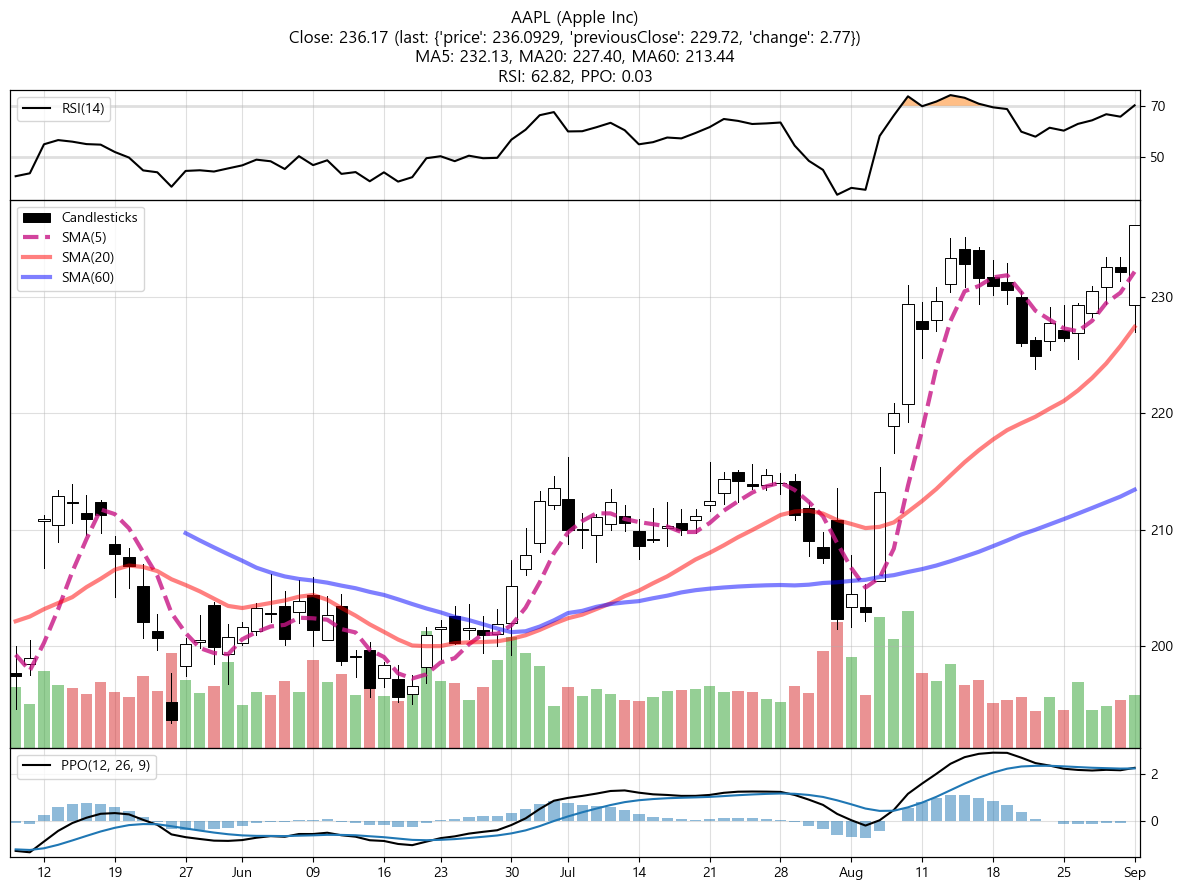 AAPL (Apple Inc)
Close: 236.17 (last: {'price': 236.0929, 'previousClose': 229.72, 'change': 2.77})
MA5: 232.13, MA20: 227.40, MA60: 213.44
RSI: 62.82, PPO: 0.03
RSI(14)
70
50
Candlesticks
SMA(5)
SMA(20)
SMA(60)
230
220
210
200
PPO(12, 26, 9)
2
0
12 19 27 Jun 09 16 23 30 Jul 14 21 28 Aug 11 18 25 Sep